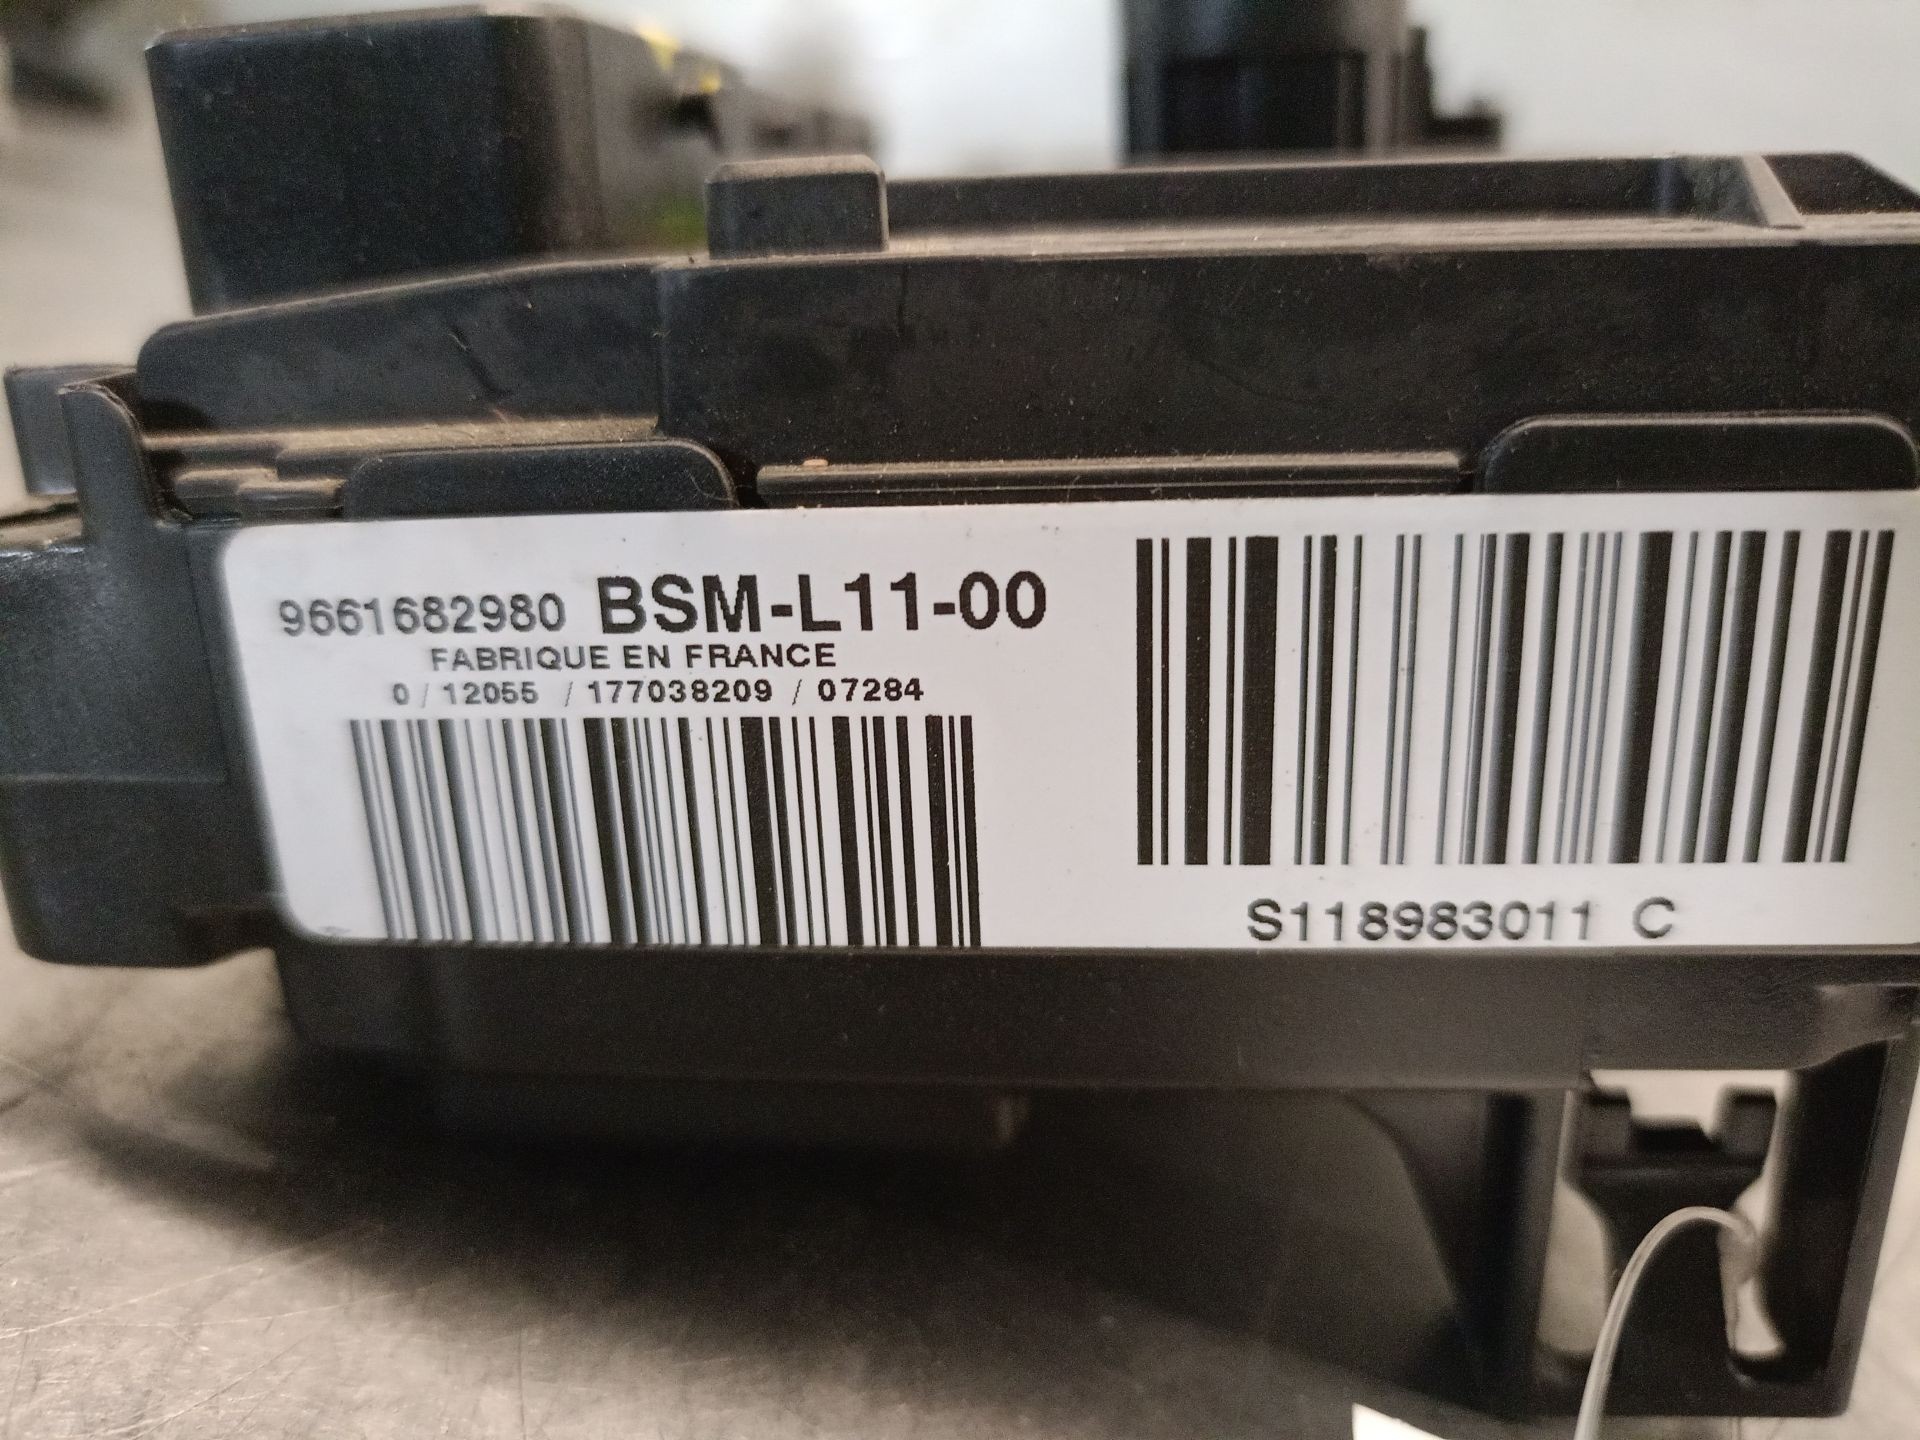 9661682980 BSM-L11-00
FABRIQUE EN FRANCE
0 / 12055 / 177038209 / 07284
S118983011 C